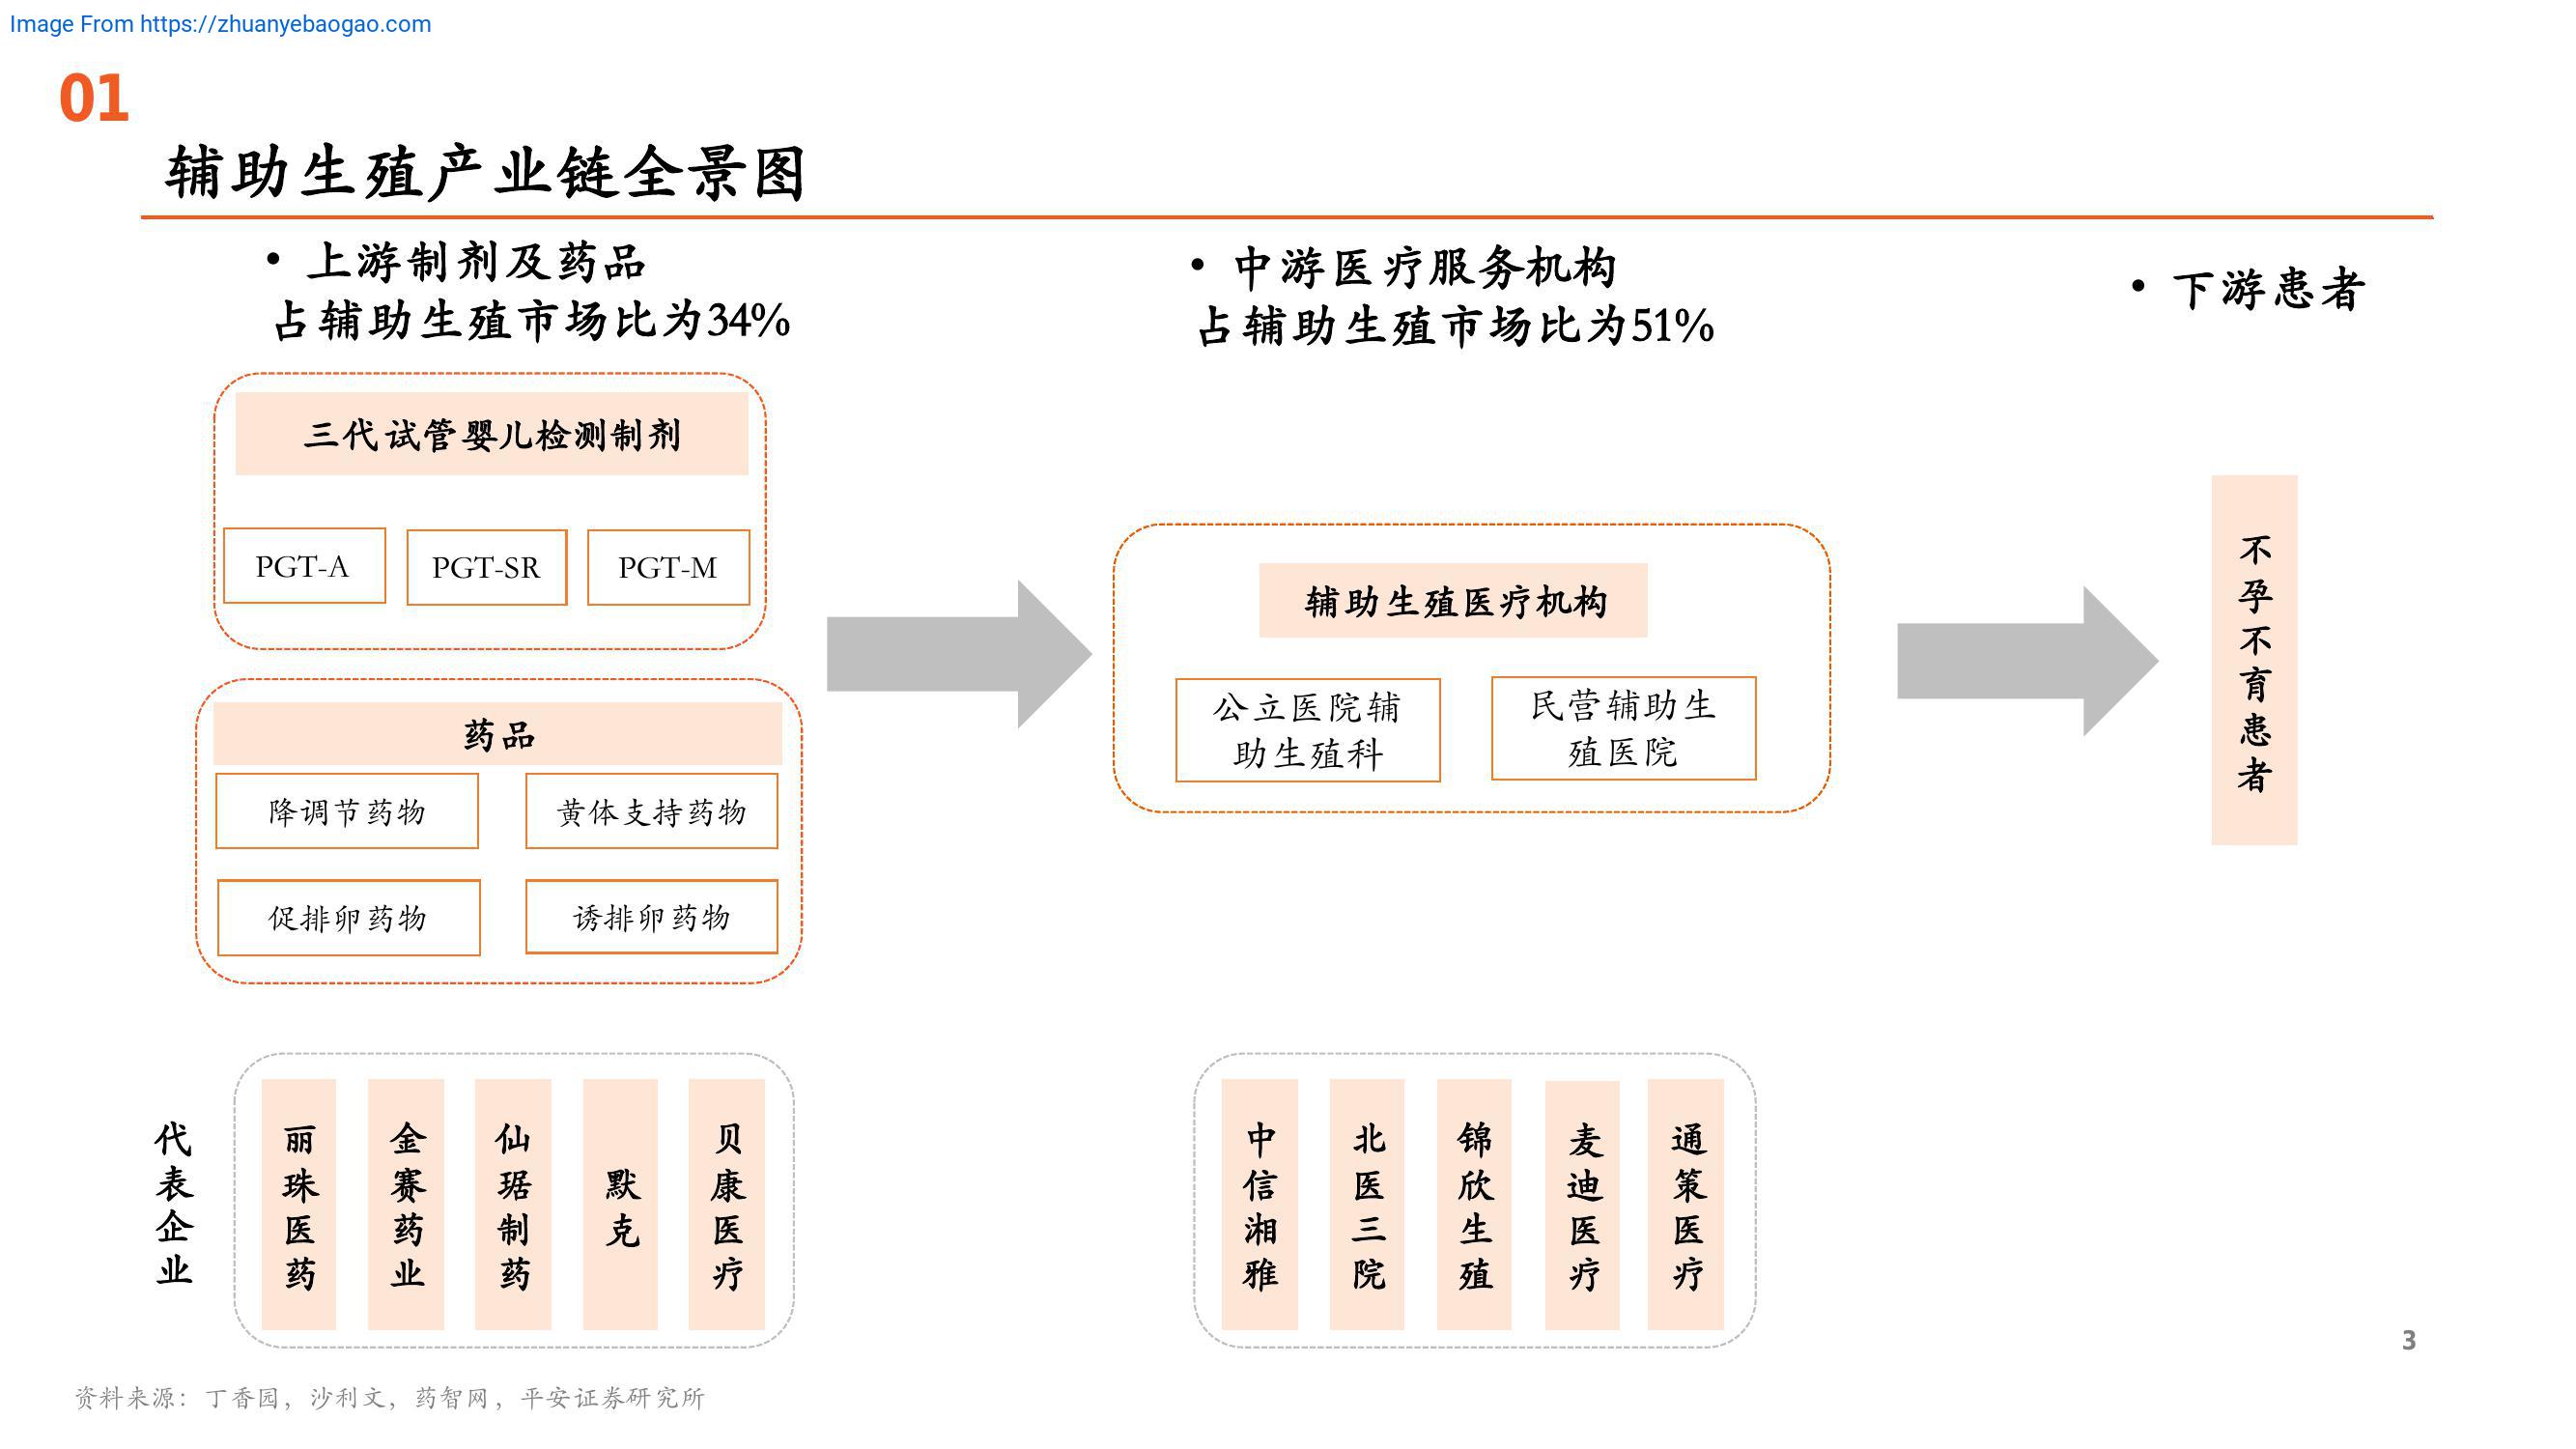 Image From https://zhuanyebaogao.com
01
辅助生殖产业链全景图
• 上游制剂及药品
占辅助生殖市场比为34%
• 中游医疗服务机构
占辅助生殖市场比为51%
• 下游患者
三代试管婴儿检测制剂
PGT-A
PGT-SR
PGT-M
药品
降调节药物
黄体支持药物
促排卵药物
诱排卵药物
辅助生殖医疗机构
公立医院辅
助生殖科
民营辅助生
殖医院
不孕不育患者
代表企业
丽珠医药
金赛药业
仙琚制药
默克
贝康医疗
中信湘雅
北医三院
锦欣生殖
麦迪医疗
通策医疗
3
资料来源：丁香园，沙利文，药智网，平安证券研究所